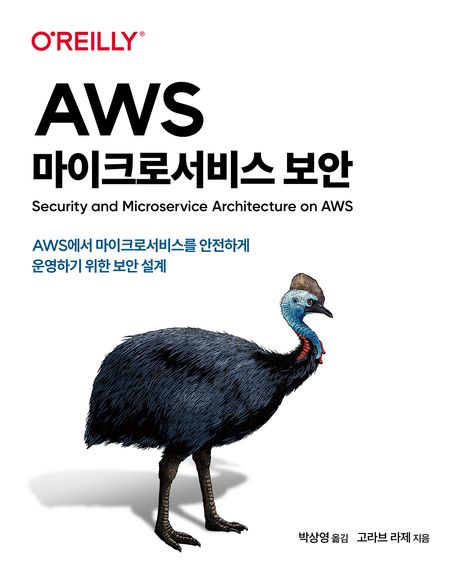 O'REILLY®
AWS
마이크로서비스 보안
Security and Microservice Architecture on AWS
AWS에서 마이크로서비스를 안전하게
운영하기 위한 보안 설계
박상영 옮김 고라브 라제 지음